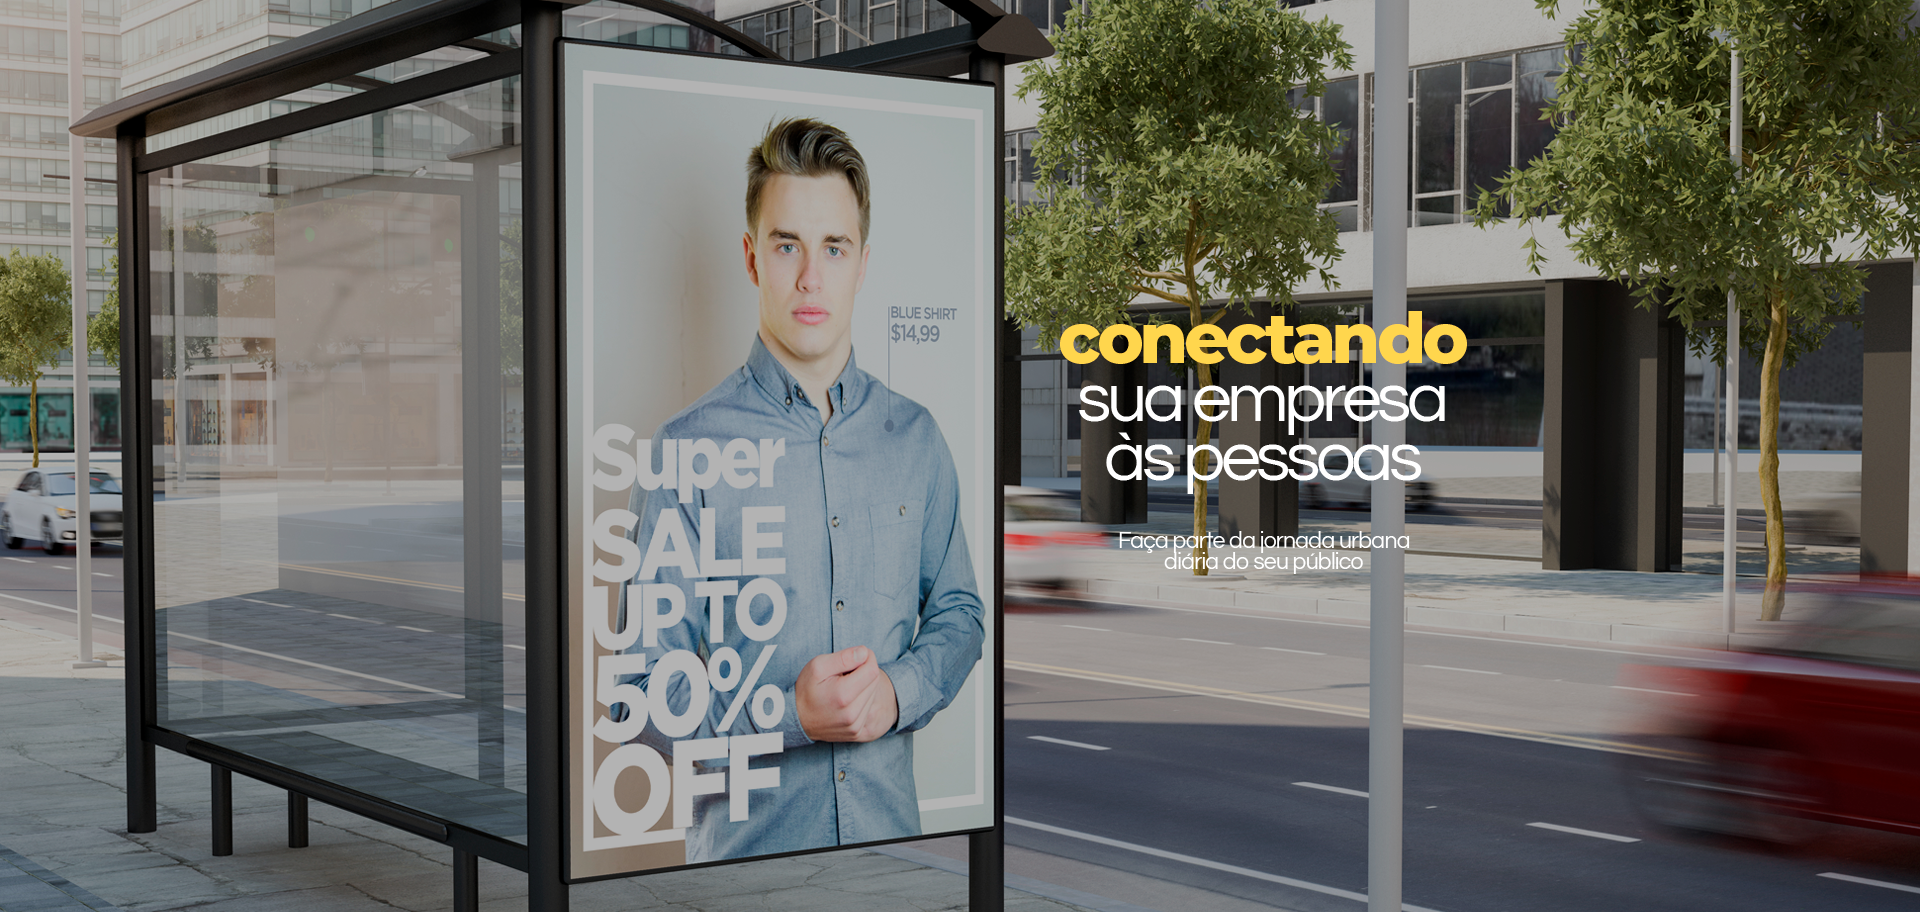 BLUE SHIRT
$14,99
Super
SALE
UP TO
50%
OFF
conectando
sua empresa
às pessoas
Faça parte da jornada urbana
diária do seu público